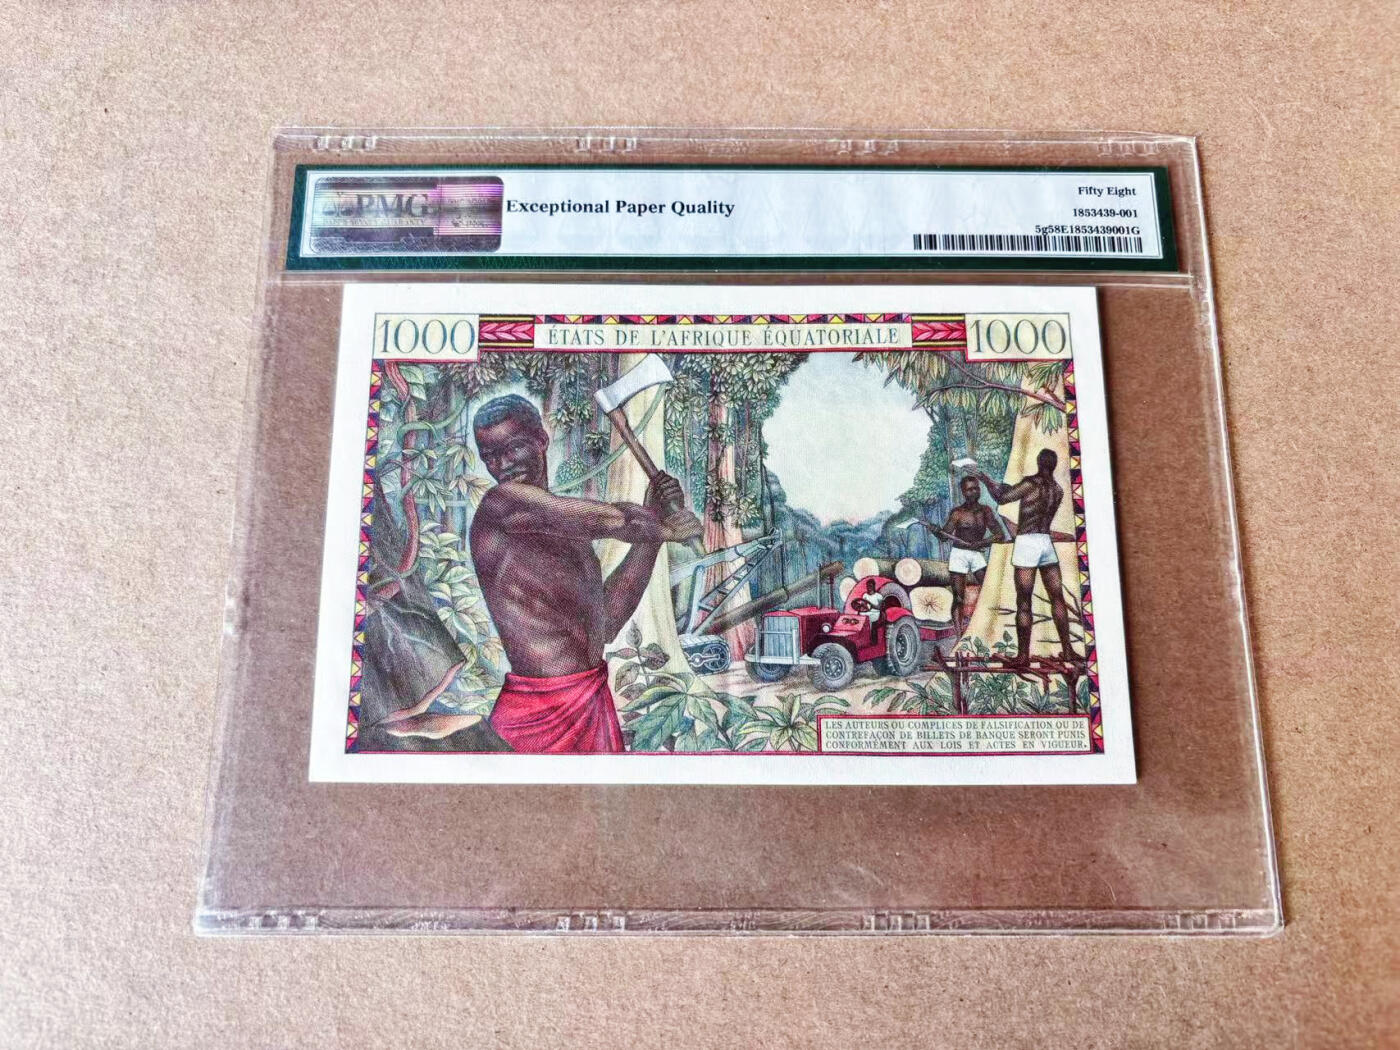 PMG
Exceptional Paper Quality
Fifty Eight
1853439-001
5g58E1853439001G
1000
ÉTATS DE L'AFRIQUE ÉQUATORIALE
1000
LES AUTEURS OU COMPLICES DE FALSIFICATION OU DE
CONTREFAÇON DE BILLETS DE BANQUE SERONT PUNIS
CONFORMÉMENT AUX LOIS ET ACTES EN VIGUEUR.